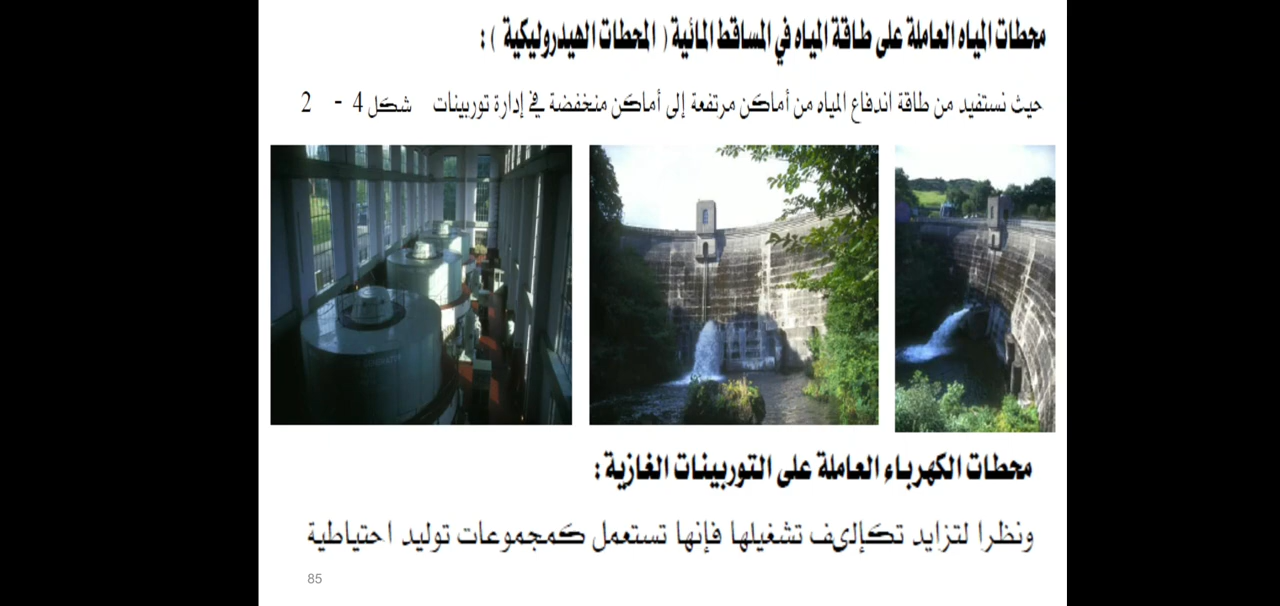 محطات المياه العاملة على طاقة المياه في المساقط المائية ( المحطات الهيدروليكية ) :
حيث نستفيد من طاقة اندفاع المياه من أماكن مرتفعة إلى أماكن منخفضة في إدارة توربينات شكل 4 - 2
محطات الكهرباء العاملة على التوربينات الغازية :
ونظرا لتزايد تكإليف تشغيلها فإنها تستعمل كمجموعات توليد احتياطية
85